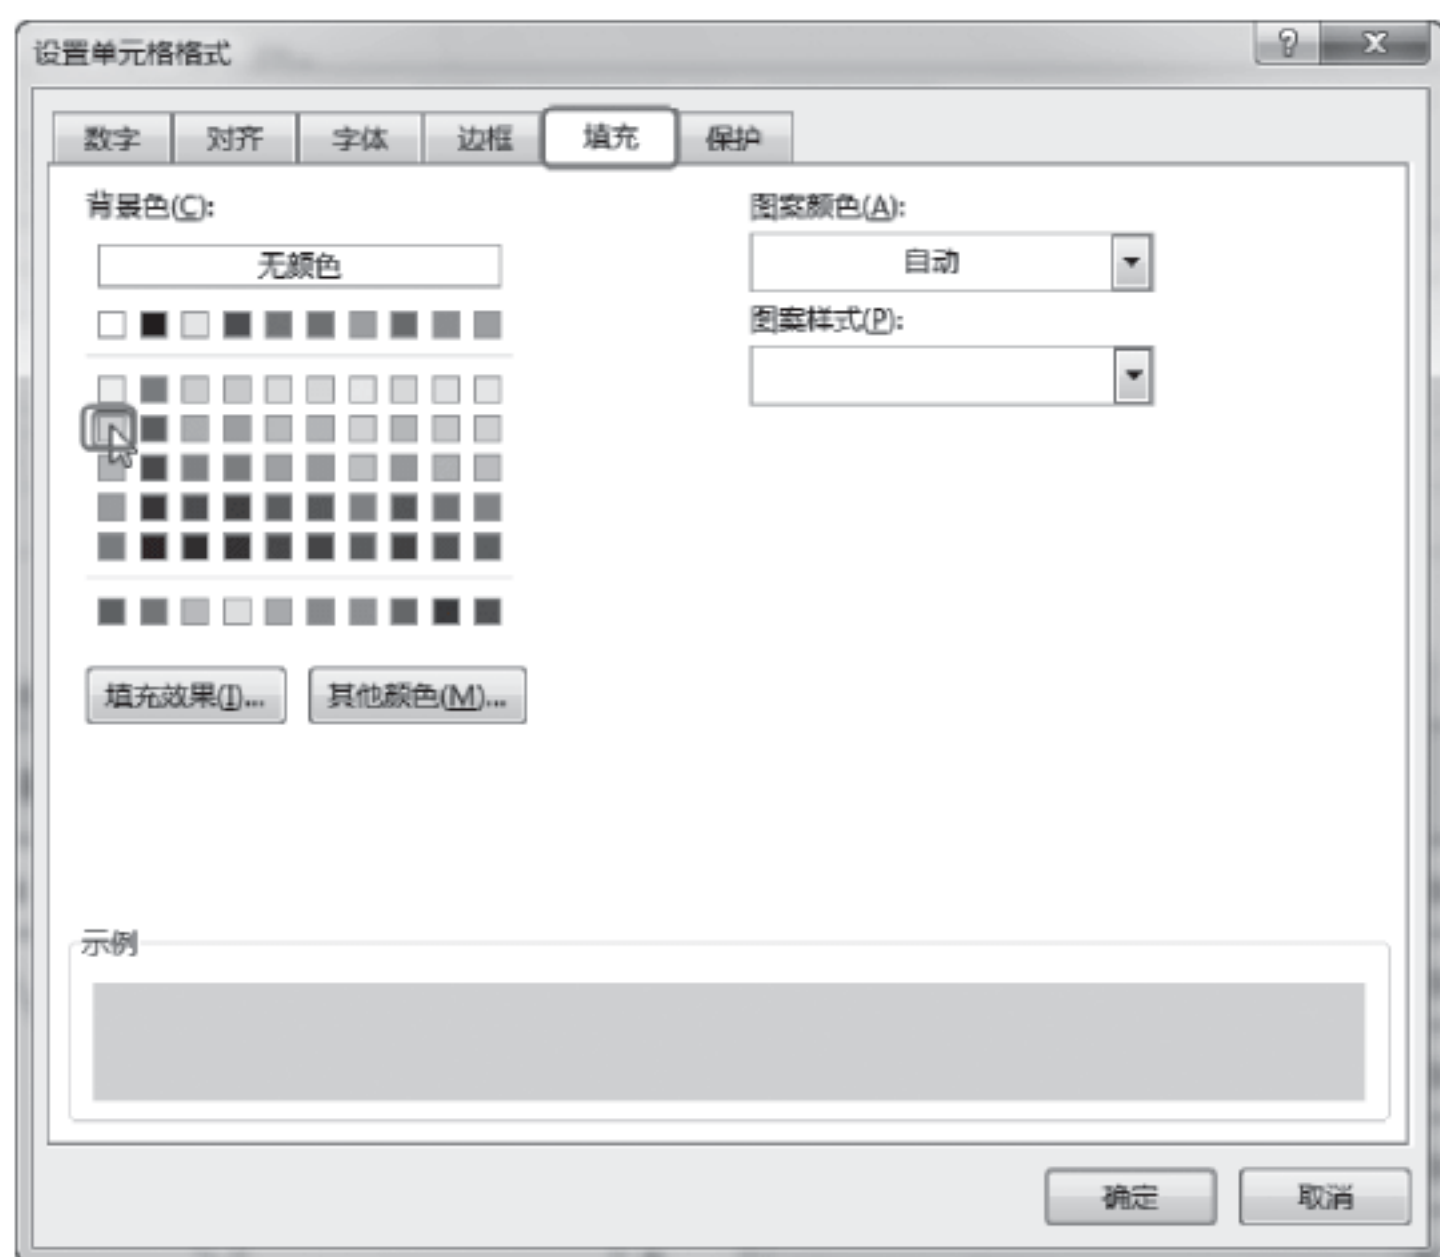 设置单元格格式
数字 对齐 字体 边框 填充 保护
背景色(C):
无颜色
图案颜色(A):
自动
图案样式(P):
填充效果(I)... 其他颜色(M)...
示例
确定 取消